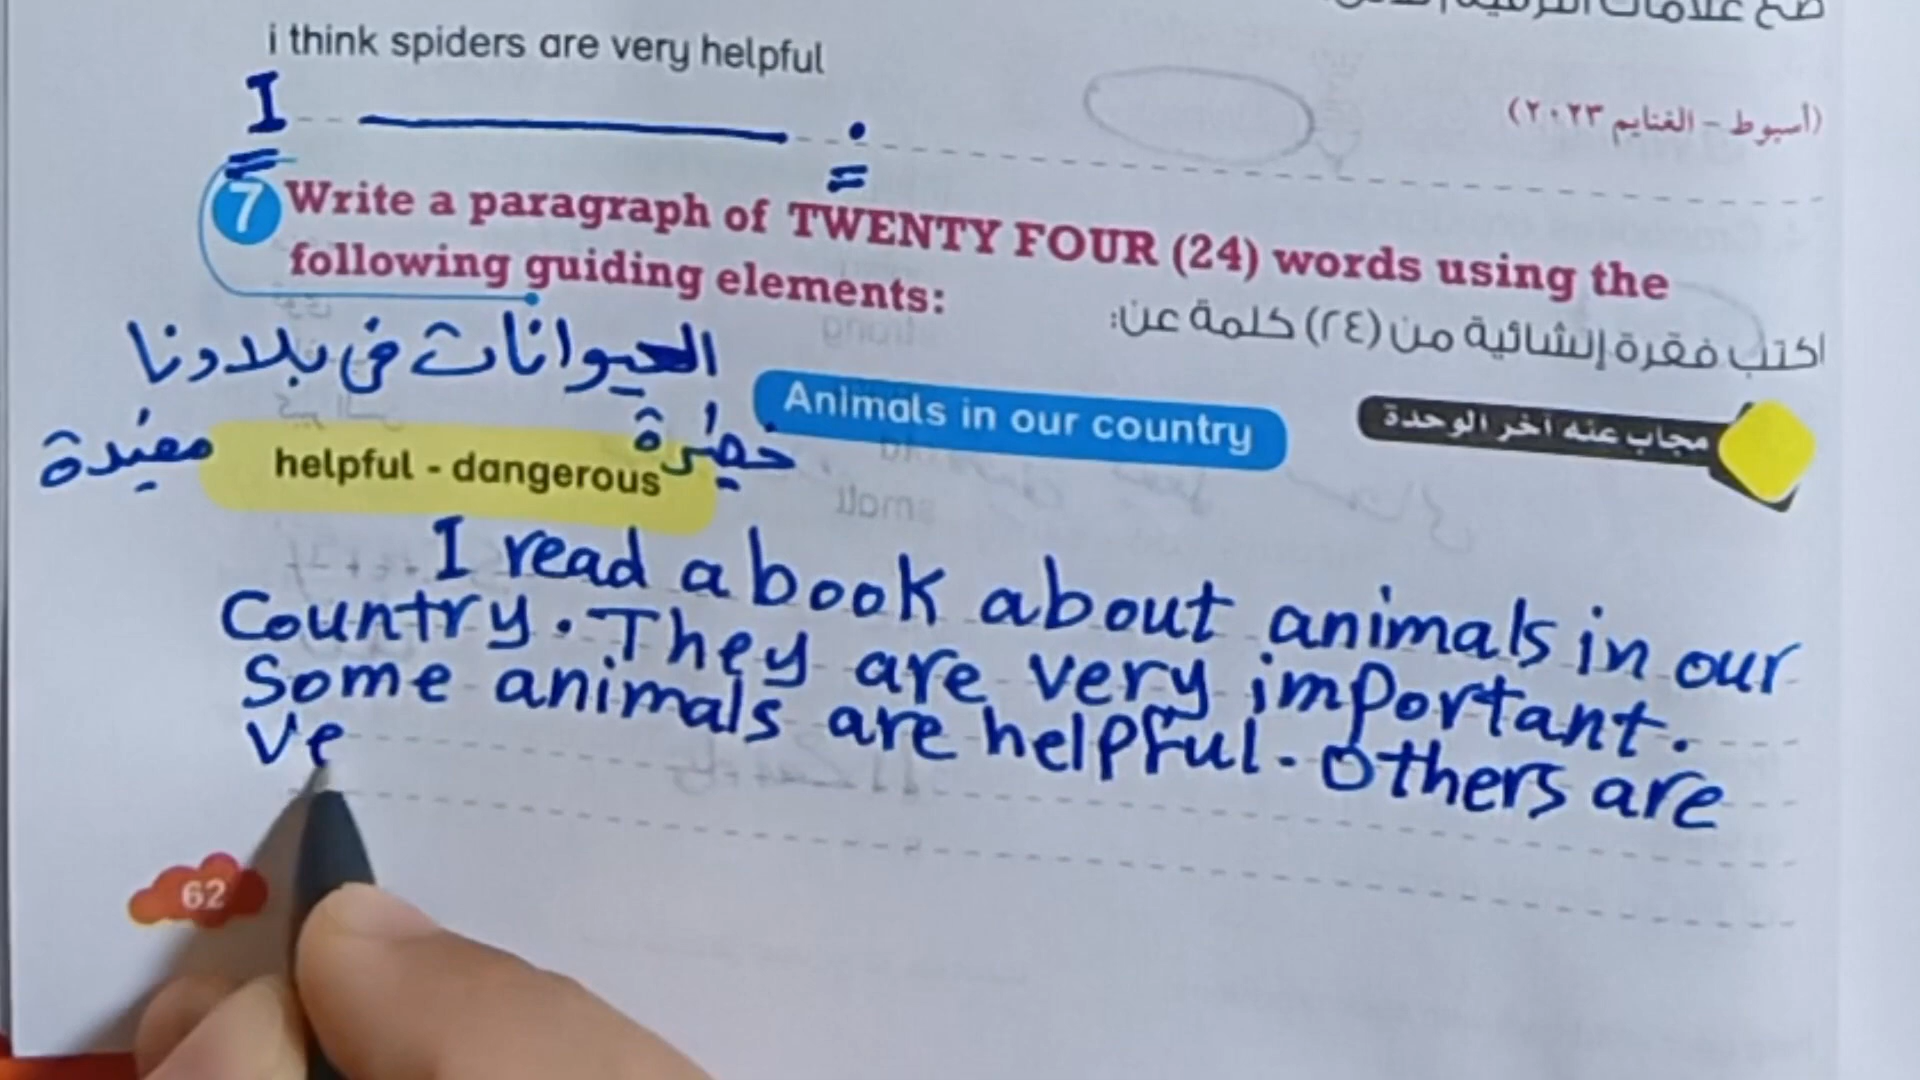 i think spiders are very helpful
I .
(أسيوط - الغنايم ٢٠٢٣)
7 Write a paragraph of TWENTY FOUR (24) words using the
following guiding elements:
اكتب فقرة إنشائية من (٢٤) كلمة عن:
الحيوانات فى بلادنا
Animals in our country
مجاب عنه آخر الوحدة
مفيدة
خطرة
helpful - dangerous
I read a book about animals in our
Country. They are very important.
Some animals are helpful. Others are
Ve
62